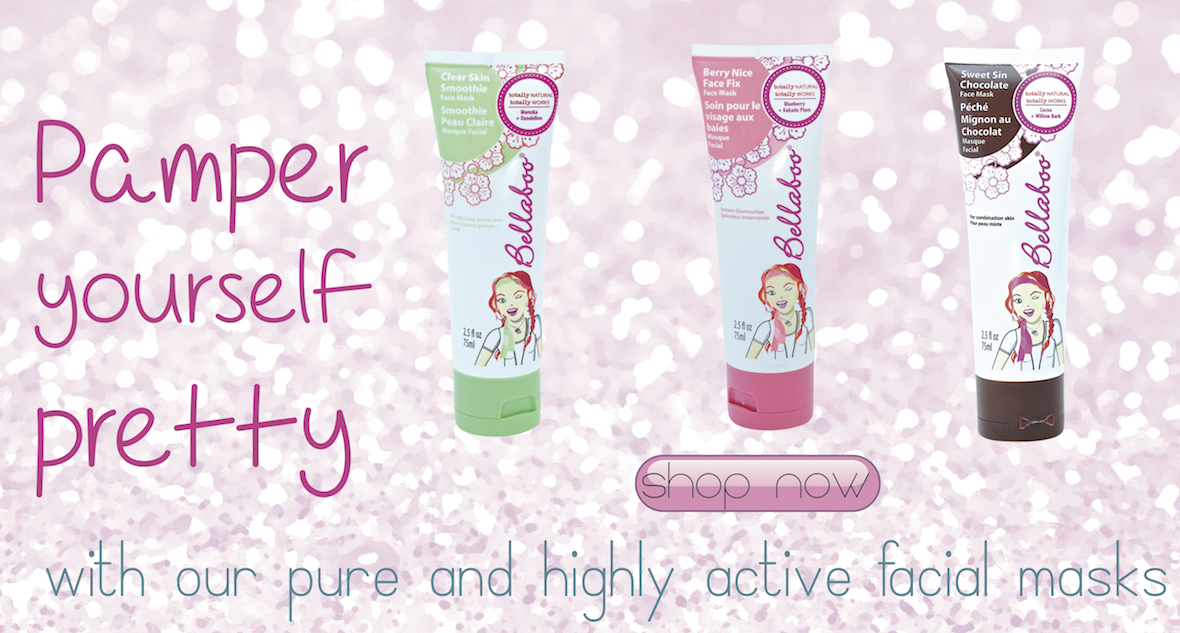 Pamper
yourself
pretty
Clear Skin
Smoothie
Face Mask
Smoothie
Peau Claire
Masque Facial
totally NATURAL
totally WORKS
Manuka
+ Dandelion
Bellaboo®
2.5 fl oz
75ml
Berry Nice
Face Fix
Face Mask
Soin pour le
visage aux
baies
Masque
Facial
totally NATURAL
totally WORKS
Blueberry
+ Kakadu Plum
Bellaboo®
Instant Glamouriser
2.5 fl oz
75ml
Sweet Sin
Chocolate
Face Mask
Péché
Mignon au
Chocolat
Masque
Facial
totally NATURAL
totally WORKS
Cocoa
+ Willow Bark
Bellaboo®
For combination skin
Pour peau mixte
2.5 fl oz
75ml
shop now
with our pure and highly active facial masks